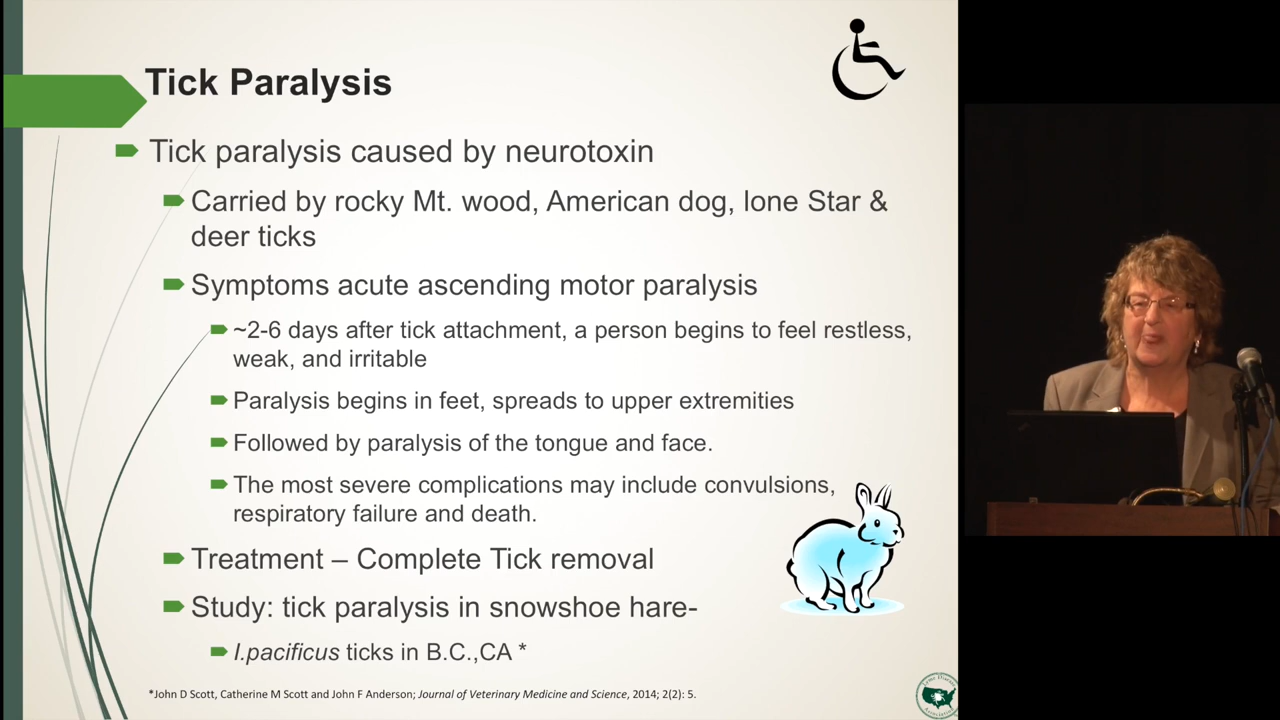 Tick Paralysis
Tick paralysis caused by neurotoxin
Carried by rocky Mt. wood, American dog, lone Star &
deer ticks
Symptoms acute ascending motor paralysis
~2-6 days after tick attachment, a person begins to feel restless,
weak, and irritable
Paralysis begins in feet, spreads to upper extremities
Followed by paralysis of the tongue and face.
The most severe complications may include convulsions,
respiratory failure and death.
Treatment – Complete Tick removal
Study: tick paralysis in snowshoe hare-
I.pacificus ticks in B.C.,CA *
*John D Scott, Catherine M Scott and John F Anderson; Journal of Veterinary Medicine and Science, 2014; 2(2): 5.